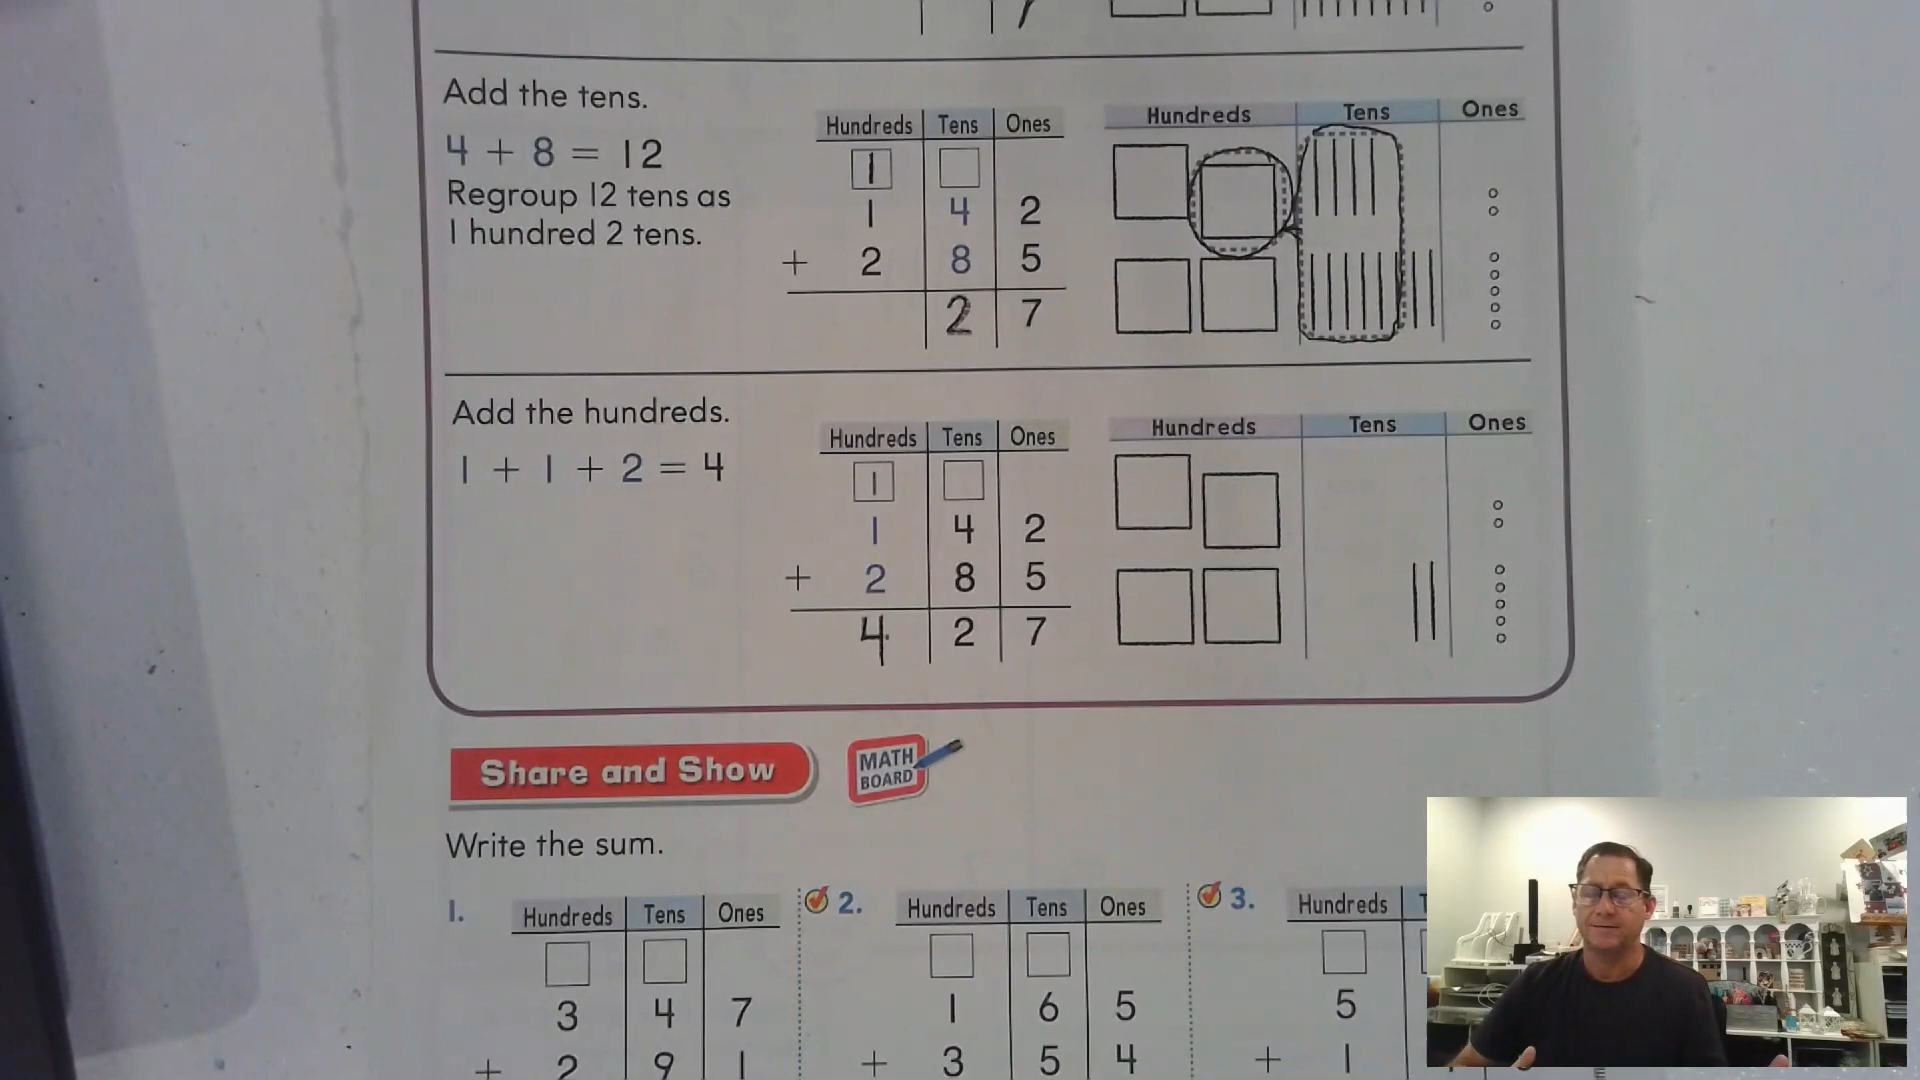 Add the tens.
4 + 8 = 12
Regroup 12 tens as
1 hundred 2 tens.
Hundreds Tens Ones
1
1 4 2
+ 2 8 5
2 7
Hundreds Tens Ones
Add the hundreds.
1 + 1 + 2 = 4
Hundreds Tens Ones
1
1 4 2
+ 2 8 5
4 2 7
Hundreds Tens Ones
Share and Show
MATH
BOARD
Write the sum.
1.
Hundreds Tens Ones
3 4 7
+ 2 9 1
2.
Hundreds Tens Ones
1 6 5
+ 3 5 4
3.
Hundreds
5
+ 1